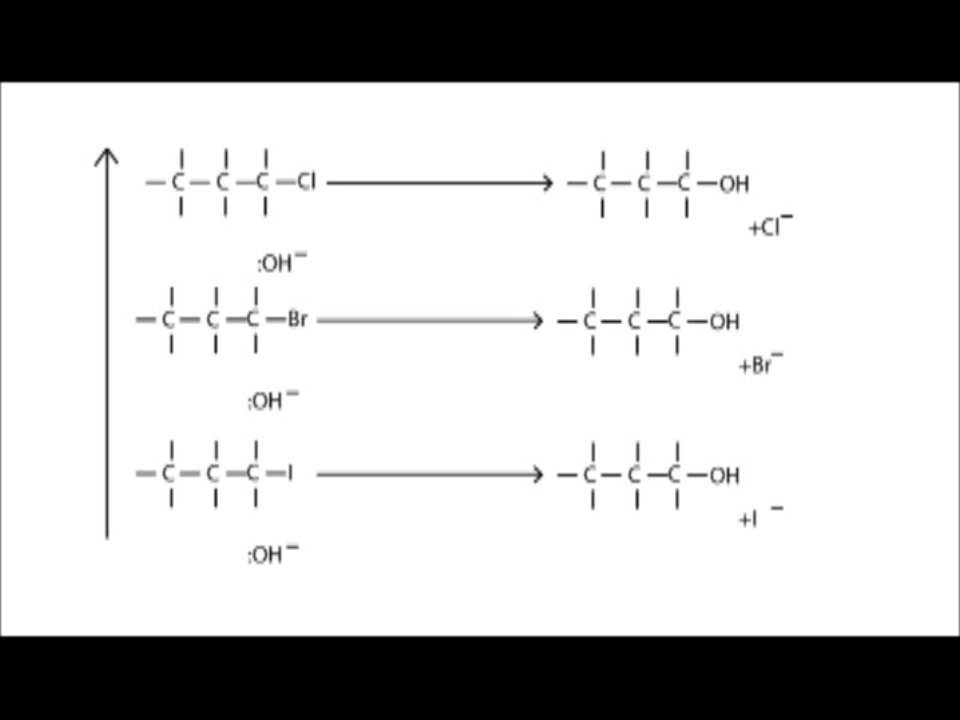 —C—C—C—Cl —C—C—C—OH
+Cl⁻
:OH⁻
—C—C—C—Br —C—C—C—OH
+Br⁻
:OH⁻
—C—C—C—I —C—C—C—OH
+I⁻
:OH⁻